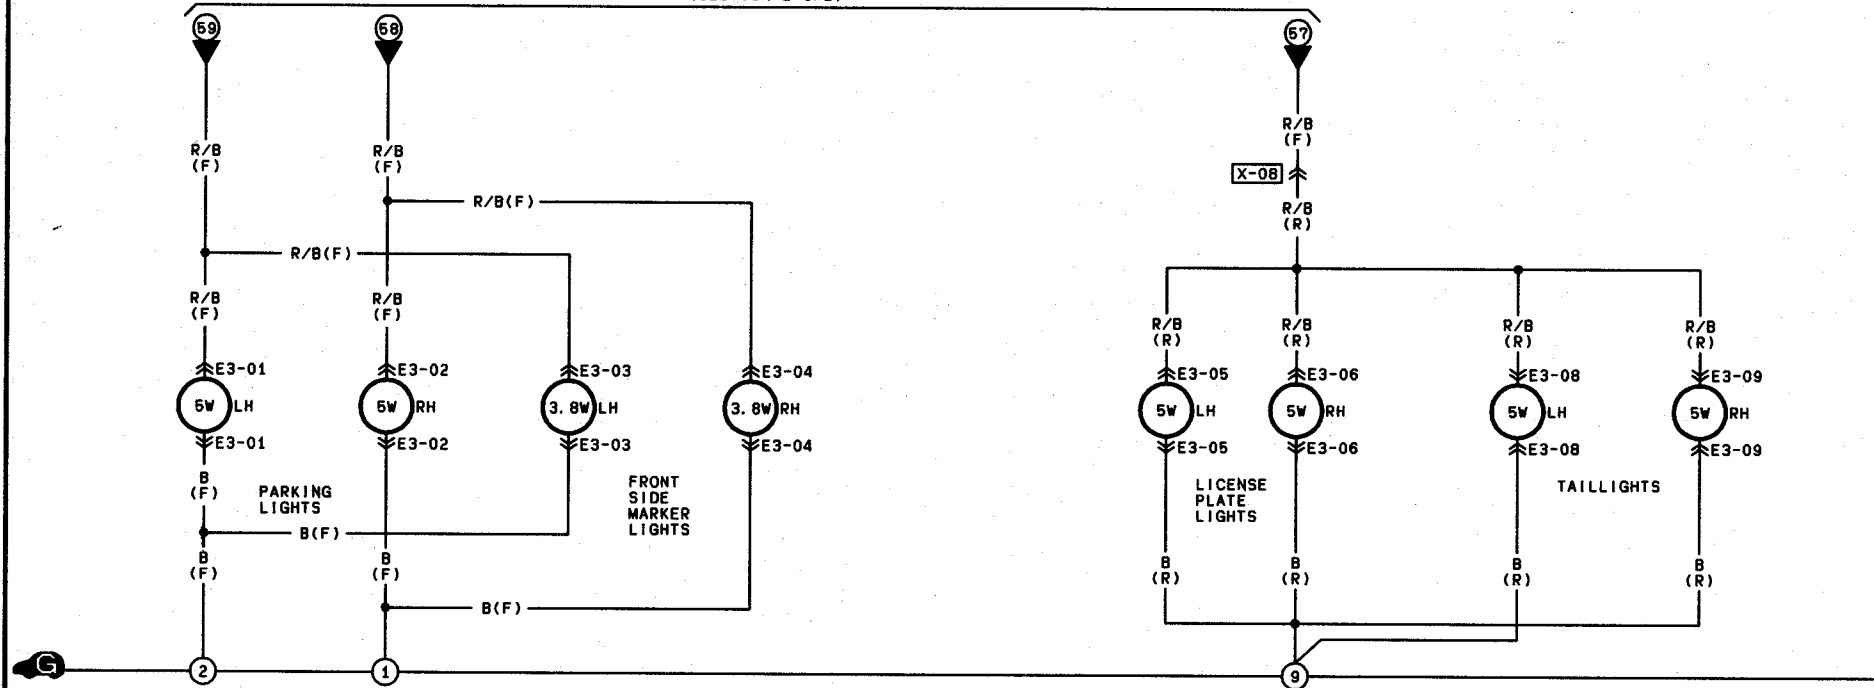 59
58
57
R/B
(F)
R/B
(F)
R/B
(F)
X-08
R/B(F)
R/B
(R)
R/B(F)
R/B
(F)
R/B
(F)
R/B
(R)
R/B
(R)
R/B
(R)
R/B
(R)
E3-01
E3-02
E3-03
E3-04
E3-05
E3-06
E3-08
E3-09
5W LH
5W RH
3.8W LH
3.8W RH
5W LH
5W RH
5W LH
5W RH
E3-01
E3-02
E3-03
E3-04
E3-05
E3-06
E3-08
E3-09
B
(F)
PARKING
LIGHTS
FRONT
SIDE
MARKER
LIGHTS
LICENSE
PLATE
LIGHTS
TAILLIGHTS
B(F)
B
(F)
B
(F)
B
(R)
B
(R)
B
(R)
B
(R)
B(F)
G
2
1
9